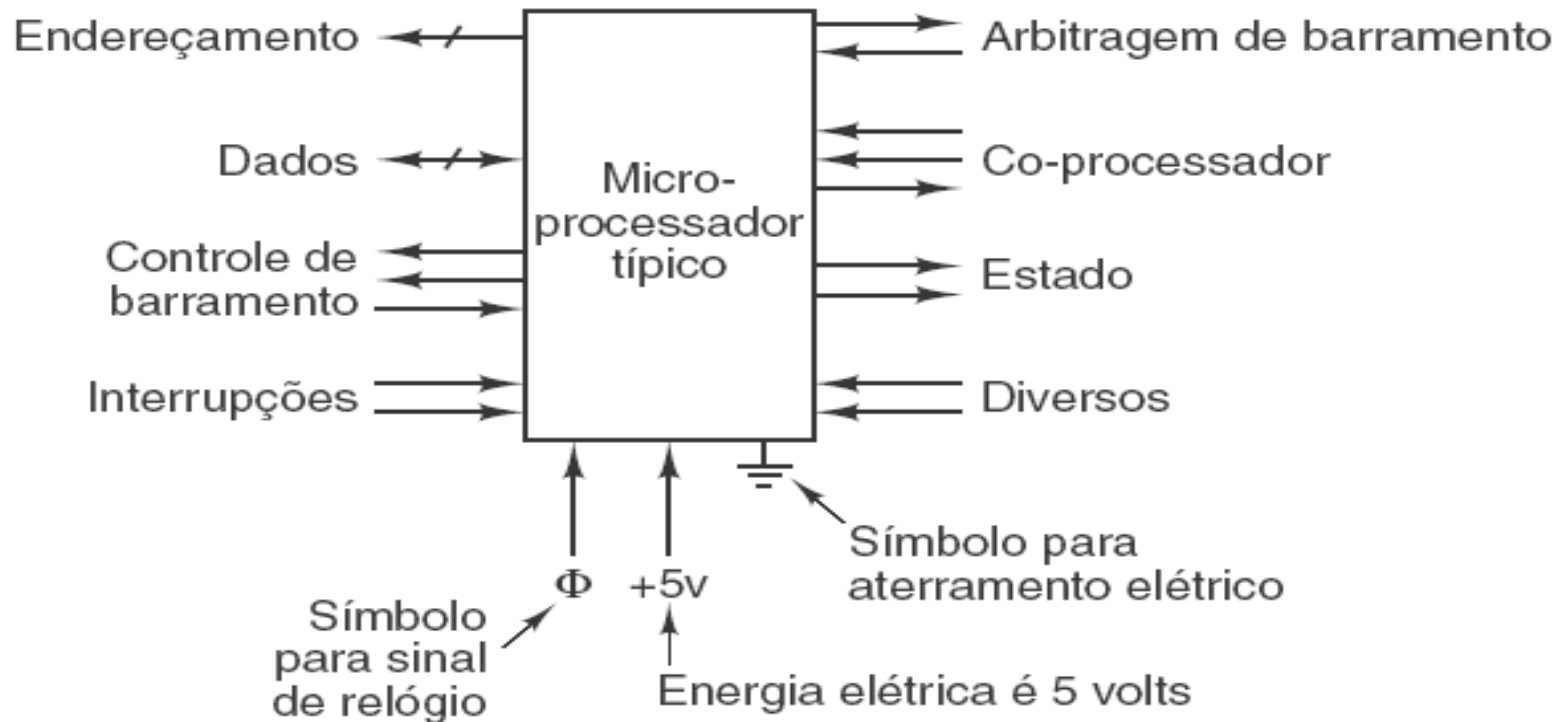 Endereçamento
Dados
Controle de
barramento
Interrupções
Micro-
processador
típico
Arbitragem de barramento
Co-processador
Estado
Diversos
Φ
+5v
Símbolo
para sinal
de relógio
Energia elétrica é 5 volts
Símbolo para
aterramento elétrico